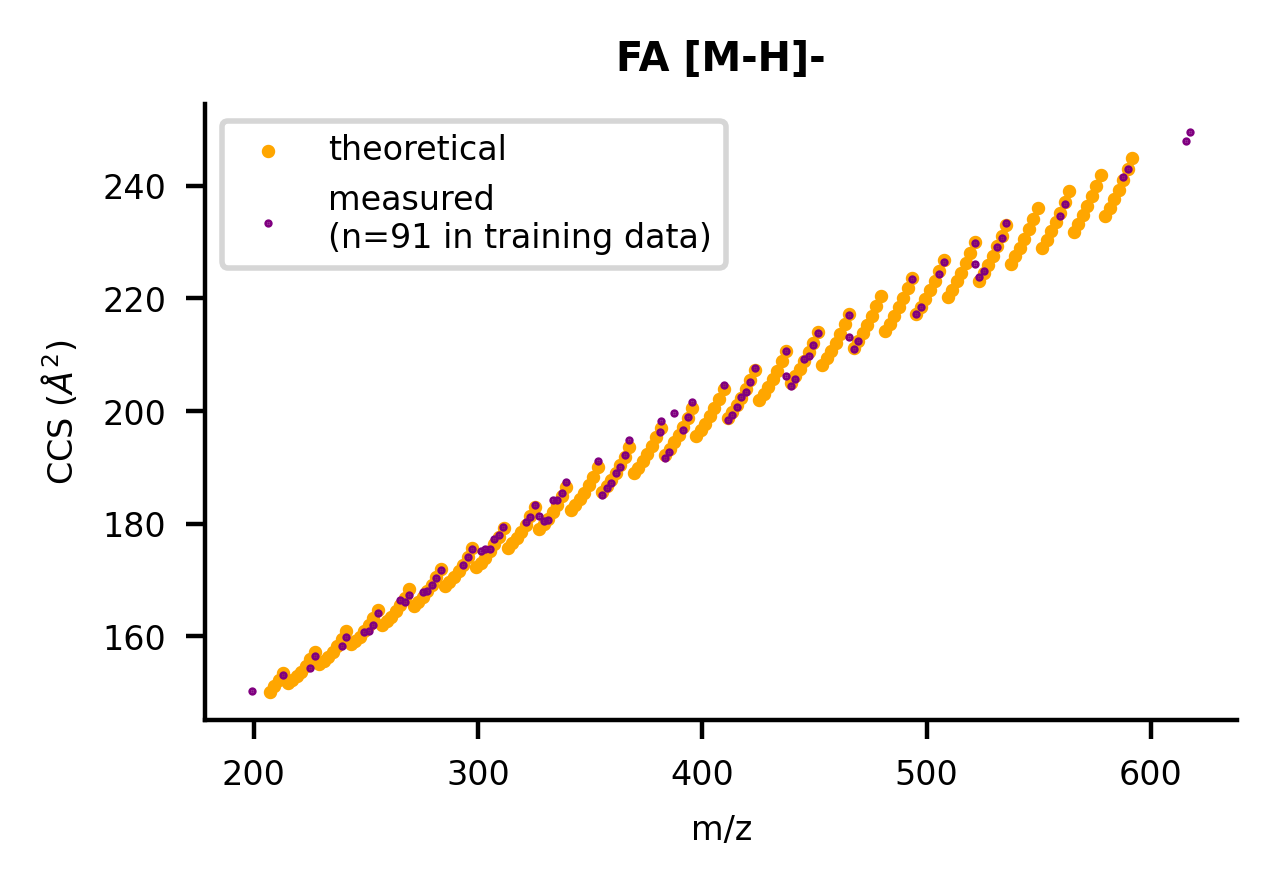 FA [M-H]-
theoretical
measured
(n=91 in training data)
CCS (Å²)
240
220
200
180
160
200 300 400 500 600
m/z